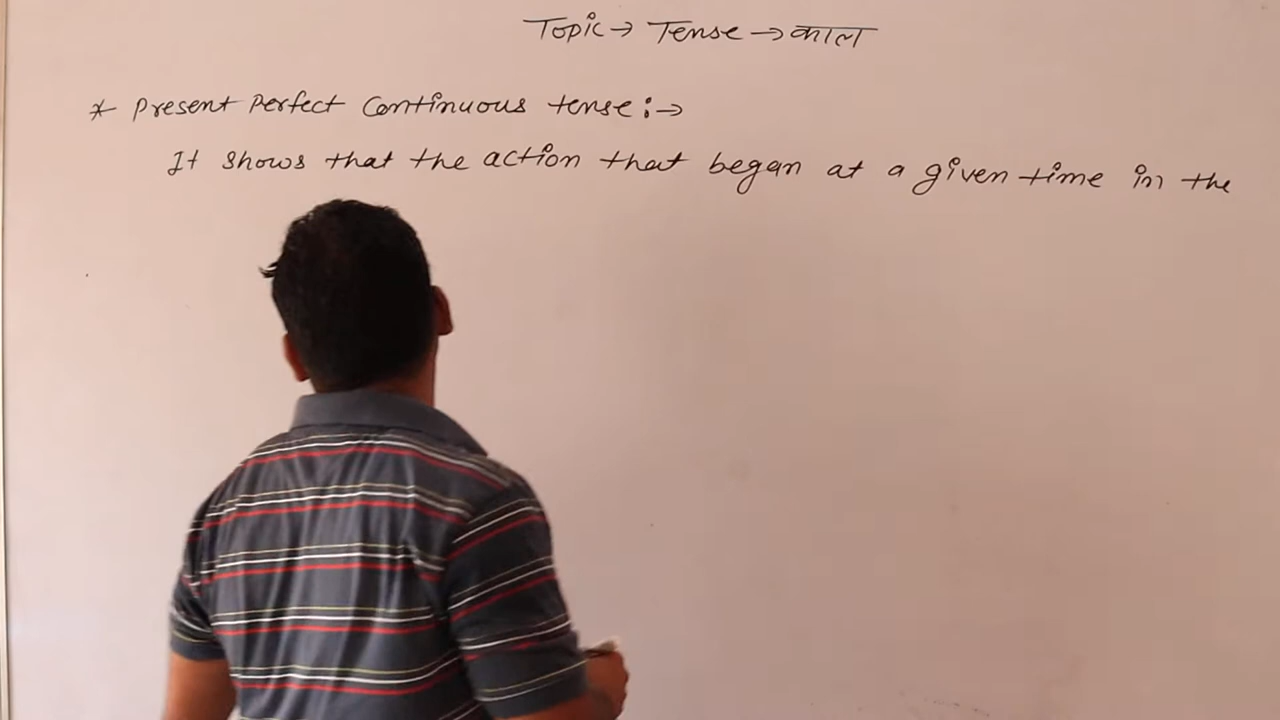 Topic → Tense → काल
* Present Perfect Continuous tense :→
It shows that the action that began at a given time in the